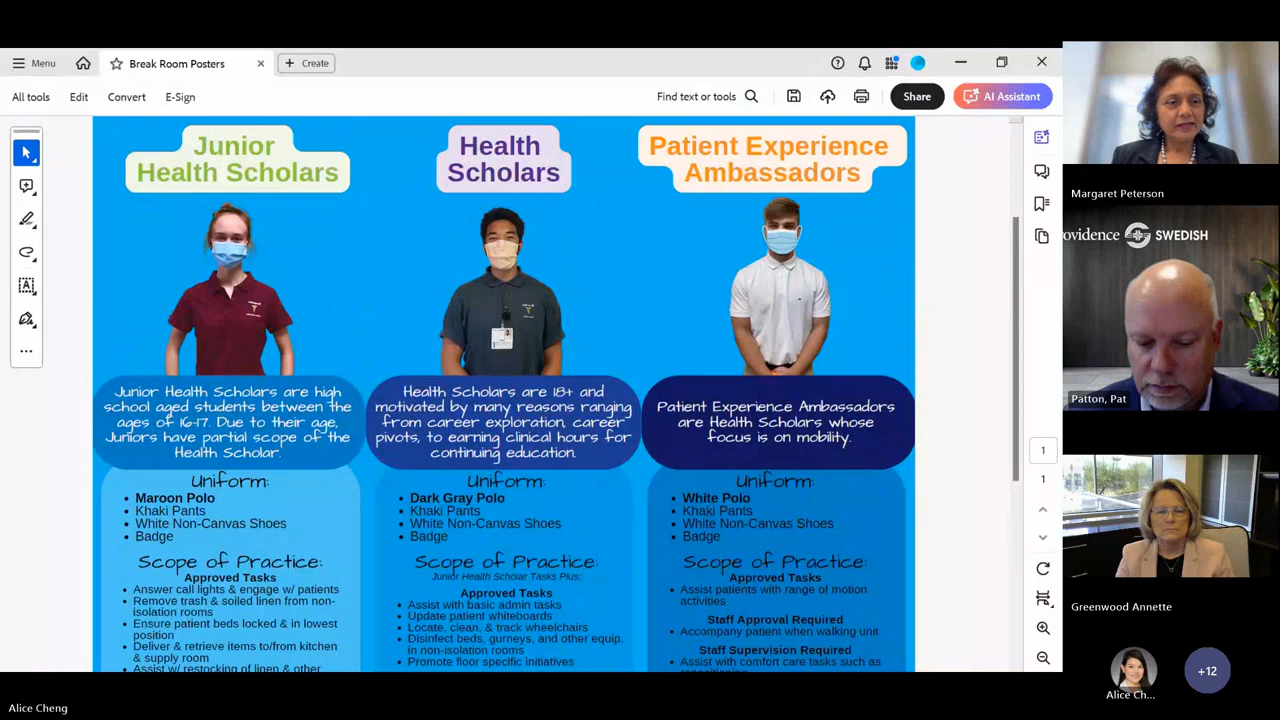 Menu
Break Room Posters
Create
All tools
Edit
Convert
E-Sign
Find text or tools
Share
AI Assistant
Junior
Health Scholars
Health
Scholars
Patient Experience
Ambassadors
Junior Health Scholars are high
school aged students between the
ages of 16-17. Due to their age,
Juniors have partial scope of the
Health Scholar.
Uniform:
• Maroon Polo
• Khaki Pants
• White Non-Canvas Shoes
• Badge
Scope of Practice:
Approved Tasks
• Answer call lights & engage w/ patients
• Remove trash & soiled linen from non-
isolation rooms
• Ensure patient beds locked & in lowest
position
• Deliver & retrieve items to/from kitchen
& supply room
• Assist w/ restocking of linen & other
Health Scholars are 18+ and
motivated by many reasons ranging
from career exploration, career
pivots, to earning clinical hours for
continuing education.
Uniform:
• Dark Gray Polo
• Khaki Pants
• White Non-Canvas Shoes
• Badge
Scope of Practice:
Junior Health Scholar Tasks Plus:
Approved Tasks
• Assist with basic admin tasks
• Update patient whiteboards
• Locate, clean, & track wheelchairs
• Disinfect beds, gurneys, and other equip.
in non-isolation rooms
• Promote floor specific initiatives
Patient Experience Ambassadors
are Health Scholars whose
focus is on mobility.
Uniform:
• White Polo
• Khaki Pants
• White Non-Canvas Shoes
• Badge
Scope of Practice:
Approved Tasks
• Assist patients with range of motion
activities
Staff Approval Required
• Accompany patient when walking unit
Staff Supervision Required
• Assist with comfort care tasks such as
1
1
Margaret Peterson
ovidence SWEDISH
Patton, Pat
Greenwood Annette
Alice Ch...
+12
Alice Cheng